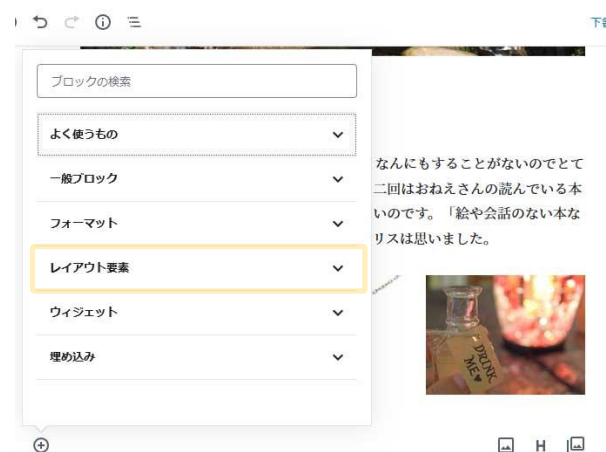 下
ブロックの検索
よく使うもの
一般ブロック
フォーマット
レイアウト要素
ウィジェット
埋め込み
なんにもすることがないのでとて
二回はおねえさんの読んでいる本
いのです。「絵や会話のない本な
リスは思いました。
DRINK
ME♥
H